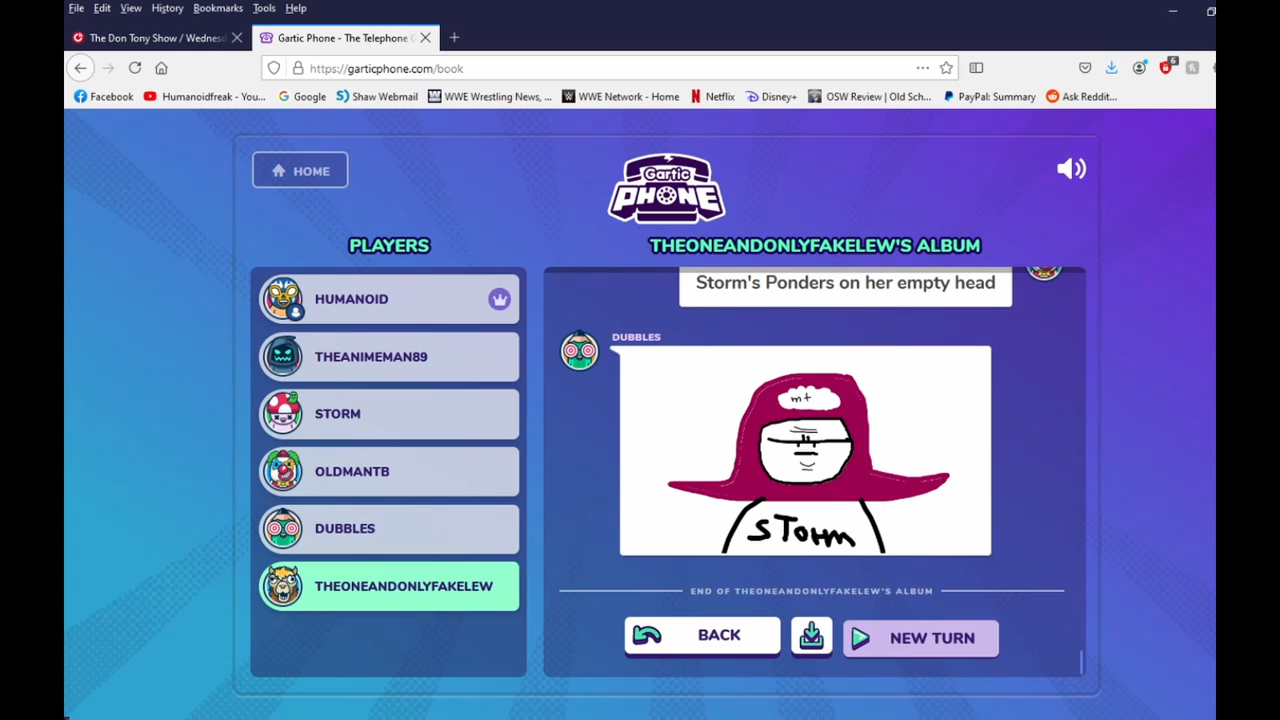 File Edit View History Bookmarks Tools Help
The Don Tony Show / Wednesd
Gartic Phone - The Telephone G
https://garticphone.com/book
6
Facebook Humanoidfreak - You... Google Shaw Webmail WWE Wrestling News, ... WWE Network - Home Netflix Disney+ OSW Review | Old Sch... PayPal: Summary Ask Reddit...
HOME
Gartic
PHONE
PLAYERS
THEONEANDONLYFAKELEW'S ALBUM
HUMANOID
THEANIMEMAN89
STORM
OLDMANTB
DUBBLES
THEONEANDONLYFAKELEW
Storm's Ponders on her empty head
DUBBLES
mt
STORM
END OF THEONEANDONLYFAKELEW'S ALBUM
BACK
NEW TURN